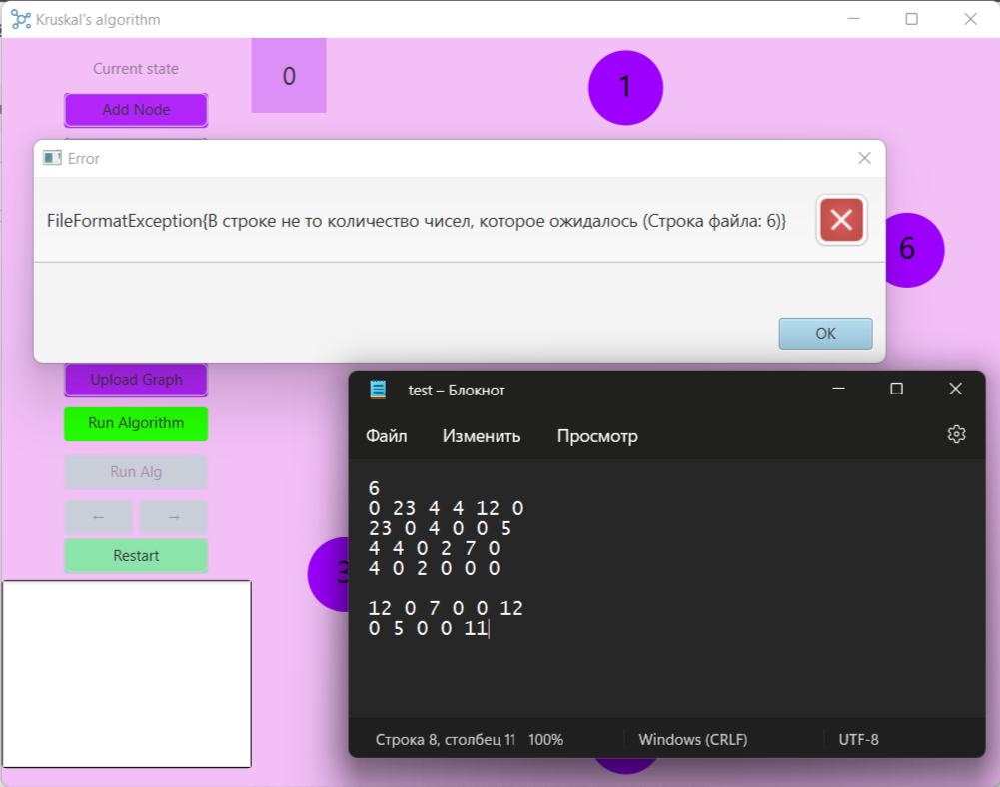 Kruskal's algorithm
Current state
0
1
Add Node
Error
FileFormatException{В строке не то количество чисел, которое ожидалось (Строка файла: 6)}
6
OK
Upload Graph
Run Algorithm
Run Alg
← →
Restart
3
test – Блокнот
Файл Изменить Просмотр
6
0 23 4 4 12 0
23 0 4 0 0 5
4 4 0 2 7 0
4 0 2 0 0 0
12 0 7 0 0 12
0 5 0 0 11
Строка 8, столбец 11 100% Windows (CRLF) UTF-8